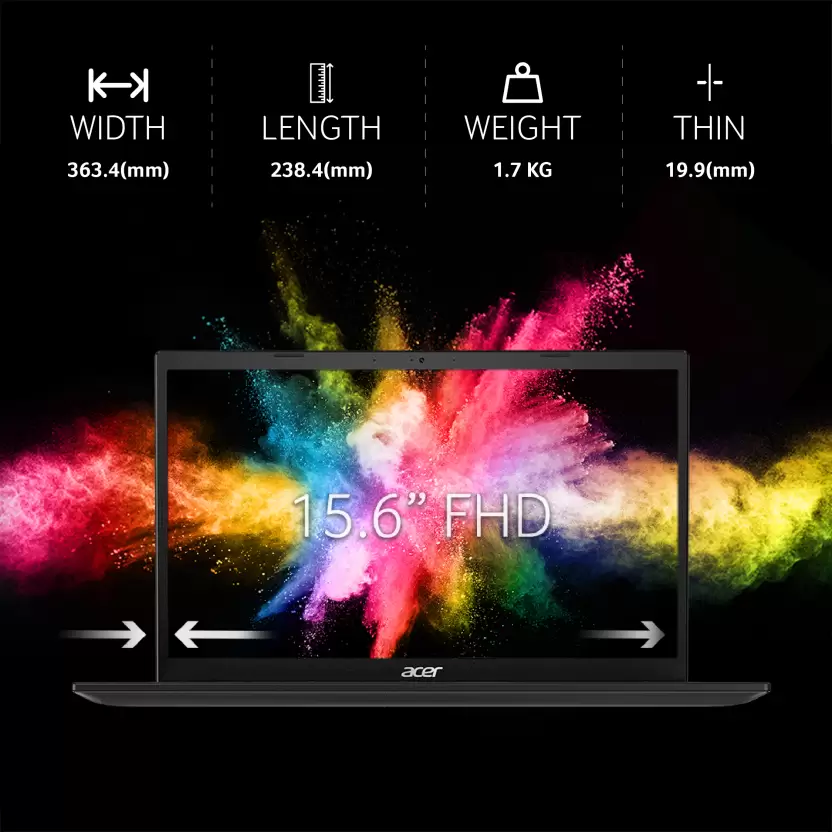 WIDTH
363.4(mm)
LENGTH
238.4(mm)
WEIGHT
1.7 KG
THIN
19.9(mm)
15.6” FHD
acer